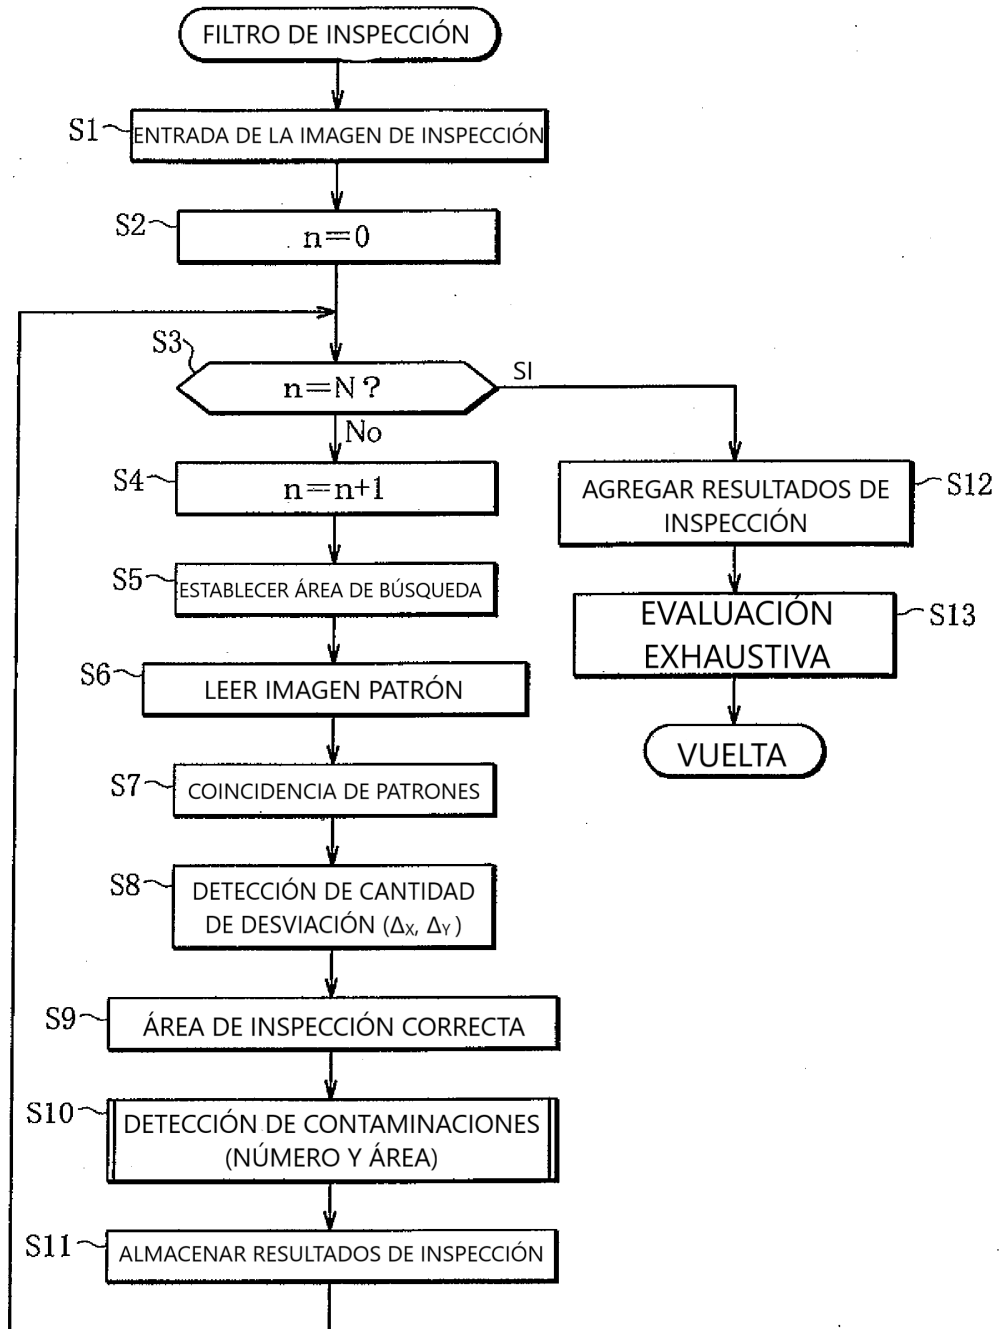 FILTRO DE INSPECCIÓN
S1
ENTRADA DE LA IMAGEN DE INSPECCIÓN
S2
n=0
S3
n=N?
SI
No
S4
n=n+1
S5
ESTABLECER ÁREA DE BÚSQUEDA
S6
LEER IMAGEN PATRÓN
S7
COINCIDENCIA DE PATRONES
S8
DETECCIÓN DE CANTIDAD
DE DESVIACIÓN (ΔX, ΔY )
S9
ÁREA DE INSPECCIÓN CORRECTA
S10
DETECCIÓN DE CONTAMINACIONES
(NÚMERO Y ÁREA)
S11
ALMACENAR RESULTADOS DE INSPECCIÓN
S12
AGREGAR RESULTADOS DE
INSPECCIÓN
S13
EVALUACIÓN
EXHAUSTIVA
VUELTA